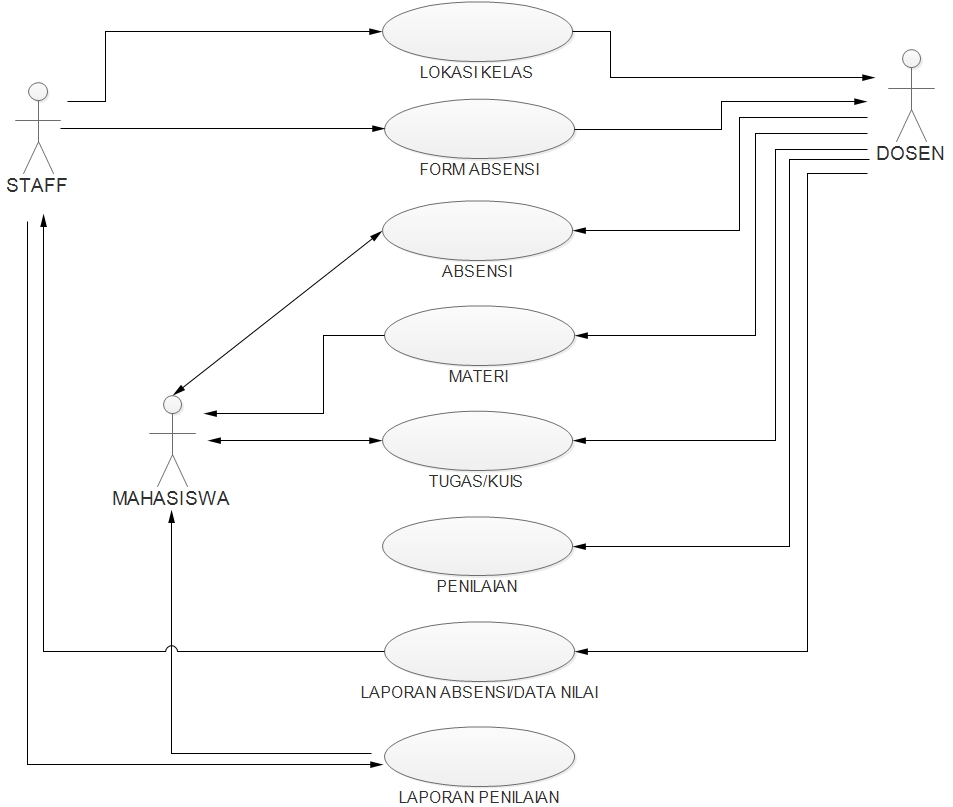 LOKASI KELAS
DOSEN
STAFF
FORM ABSENSI
ABSENSI
MATERI
MAHASISWA
TUGAS/KUIS
PENILAIAN
LAPORAN ABSENSI/DATA NILAI
LAPORAN PENILAIAN